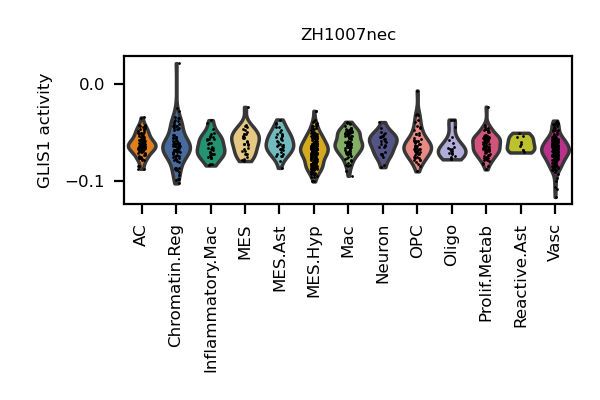 ZH1007nec
GLIS1 activity
0.0
−0.1
AC
Chromatin.Reg
Inflammatory.Mac
MES
MES.Ast
MES.Hyp
Mac
Neuron
OPC
Oligo
Prolif.Metab
Reactive.Ast
Vasc